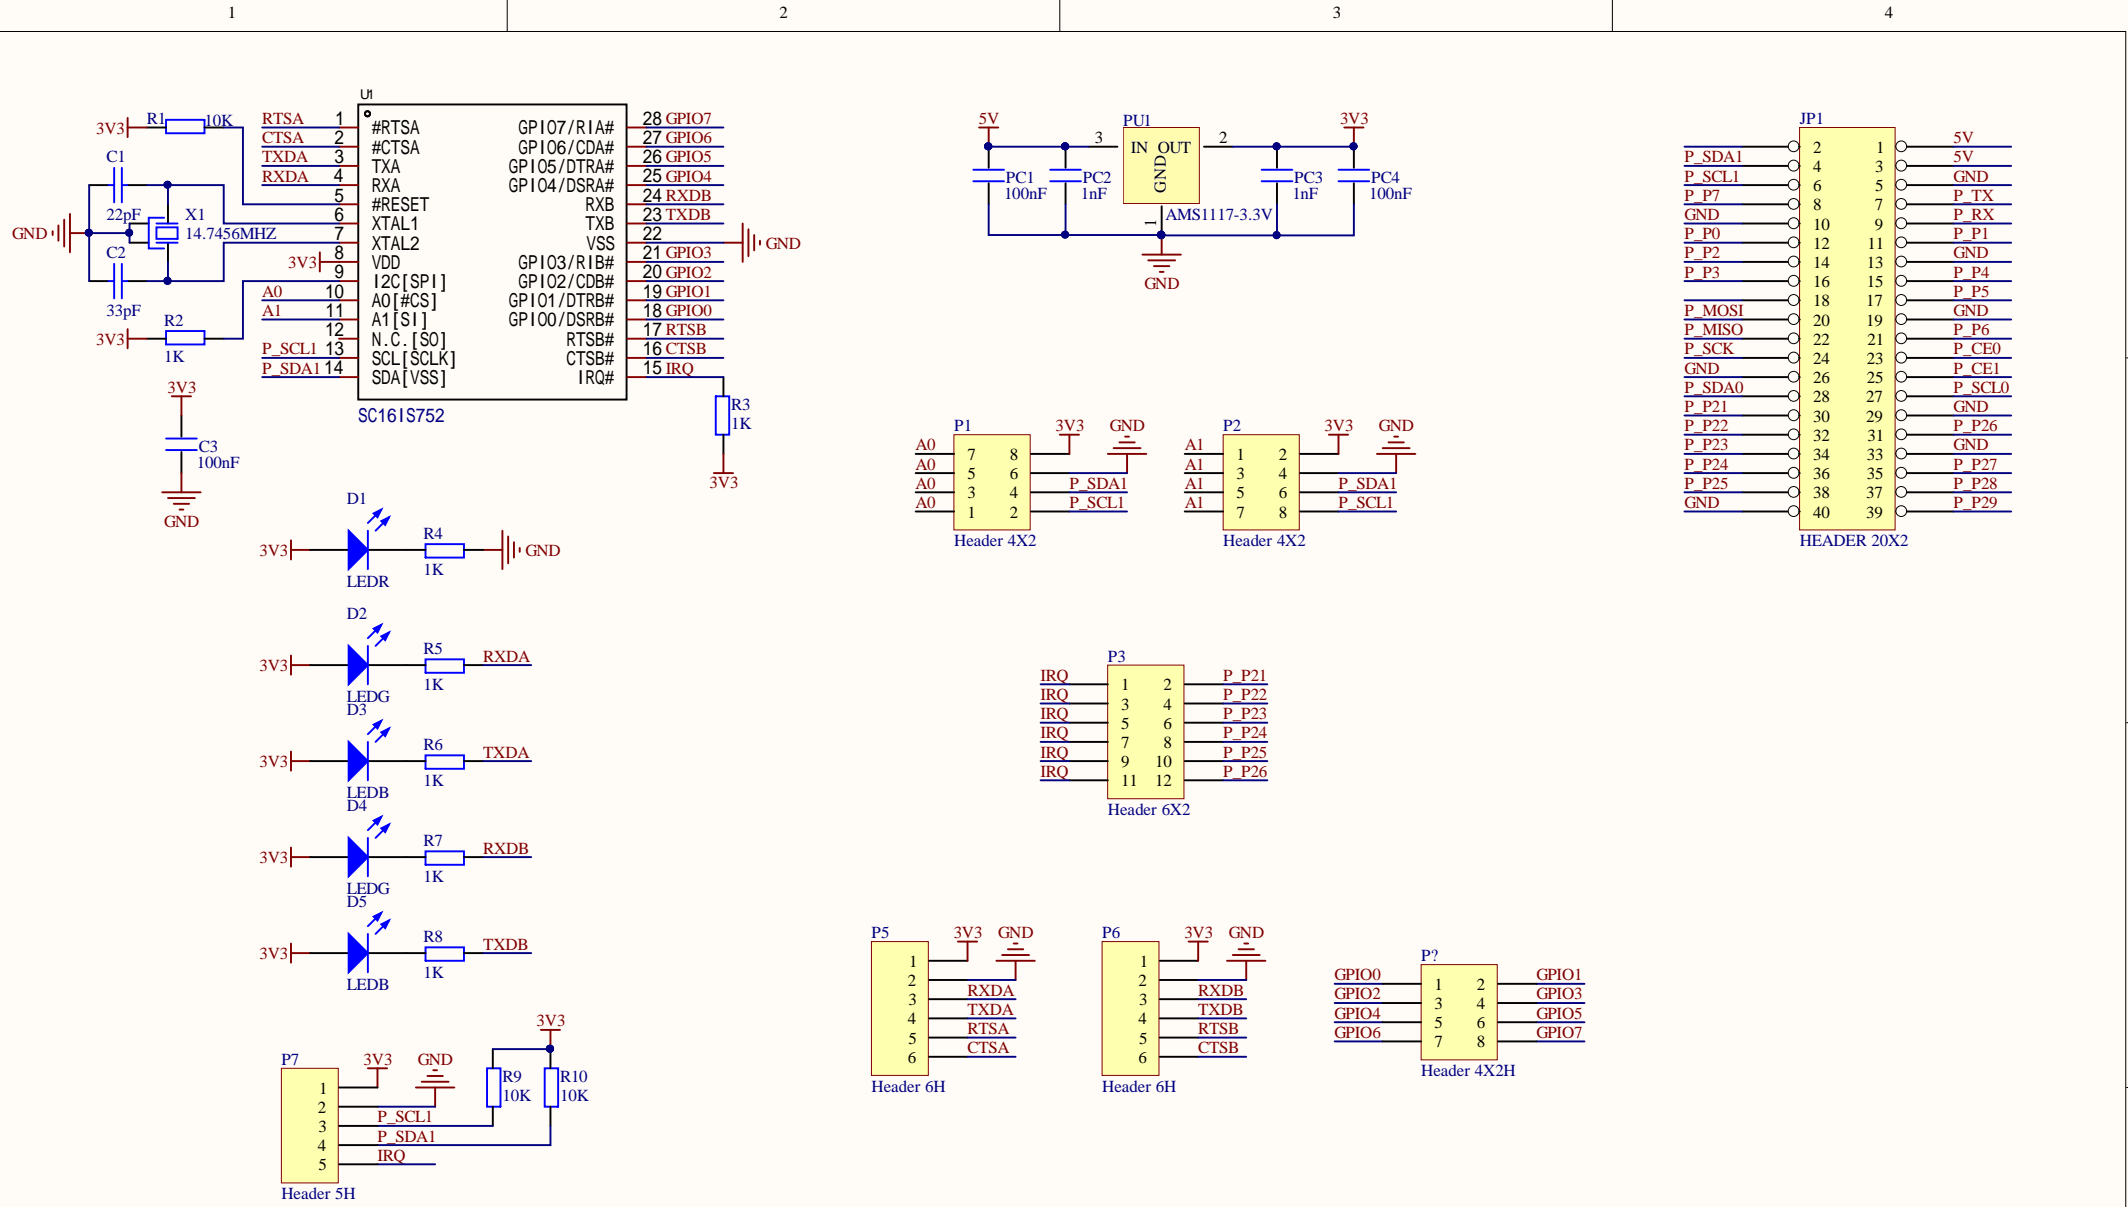 1 2 3 4
U1
R1 10K
3V3
RTSA 1 #RTSA GPIO7/RIA# 28 GPIO7
CTSA 2 #CTSA GPIO6/CDA# 27 GPIO6
TXDA 3 TXA GPIO5/DTRA# 26 GPIO5
RXDA 4 RXA GPIO4/DSRA# 25 GPIO4
5 #RESET RXB 24 RXDB
6 XTAL1 TXB 23 TXDB
7 XTAL2 VSS 22 GND
3V3 8 VDD GPIO3/RIB# 21 GPIO3
9 I2C[SPI] GPIO2/CDB# 20 GPIO2
A0 10 A0[#CS] GPIO1/DTRB# 19 GPIO1
A1 11 A1[SI] GPIO0/DSRB# 18 GPIO0
12 N.C.[SO] RTSB# 17 RTSB
P_SCL1 13 SCL[SCLK] CTSB# 16 CTSB
P_SDA1 14 SDA[VSS] IRQ# 15 IRQ
SC16IS752
C1
22pF
GND
X1
14.7456MHZ
C2
33pF
R2
3V3
1K
3V3
C3
100nF
GND
R3
1K
3V3
5V 3 PU1 2 3V3
IN OUT
GND
1
PC1
100nF
PC2
1nF
PC3
1nF
PC4
100nF
AMS1117-3.3V
GND
JP1
2 1 5V
P_SDA1 4 3 5V
P_SCL1 6 5 GND
P_P7 8 7 P_TX
GND 10 9 P_RX
P_P0 12 11 P_P1
P_P2 14 13 GND
P_P3 16 15 P_P4
18 17 P_P5
P_MOSI 20 19 GND
P_MISO 22 21 P_P6
P_SCK 24 23 P_CE0
GND 26 25 P_CE1
P_SDA0 28 27 P_SCL0
P_P21 30 29 GND
P_P22 32 31 P_P26
P_P23 34 33 GND
P_P24 36 35 P_P27
P_P25 38 37 P_P28
GND 40 39 P_P29
HEADER 20X2
P1 3V3 GND
A0 7 8
A0 5 6
A0 3 4 P_SDA1
A0 1 2 P_SCL1
Header 4X2
P2 3V3 GND
A1 1 2
A1 3 4
A1 5 6 P_SDA1
A1 7 8 P_SCL1
Header 4X2
D1
3V3 R4 GND
LEDR 1K
D2
3V3 R5 RXDA
LEDG 1K
D3
3V3 R6 TXDA
LEDB 1K
D4
3V3 R7 RXDB
LEDG 1K
D5
3V3 R8 TXDB
LEDB 1K
P3
IRQ 1 2 P_P21
IRQ 3 4 P_P22
IRQ 5 6 P_P23
IRQ 7 8 P_P24
IRQ 9 10 P_P25
IRQ 11 12 P_P26
Header 6X2
P5 3V3 GND
1
2
3 RXDA
4 TXDA
5 RTSA
6 CTSA
Header 6H
P6 3V3 GND
1
2
3 RXDB
4 TXDB
5 RTSB
6 CTSB
Header 6H
P?
GPIO0 1 2 GPIO1
GPIO2 3 4 GPIO3
GPIO4 5 6 GPIO5
GPIO6 7 8 GPIO7
Header 4X2H
P7 3V3 GND
1
2
3 P_SCL1
4 P_SDA1
5 IRQ
Header 5H
3V3
R9
10K
R10
10K